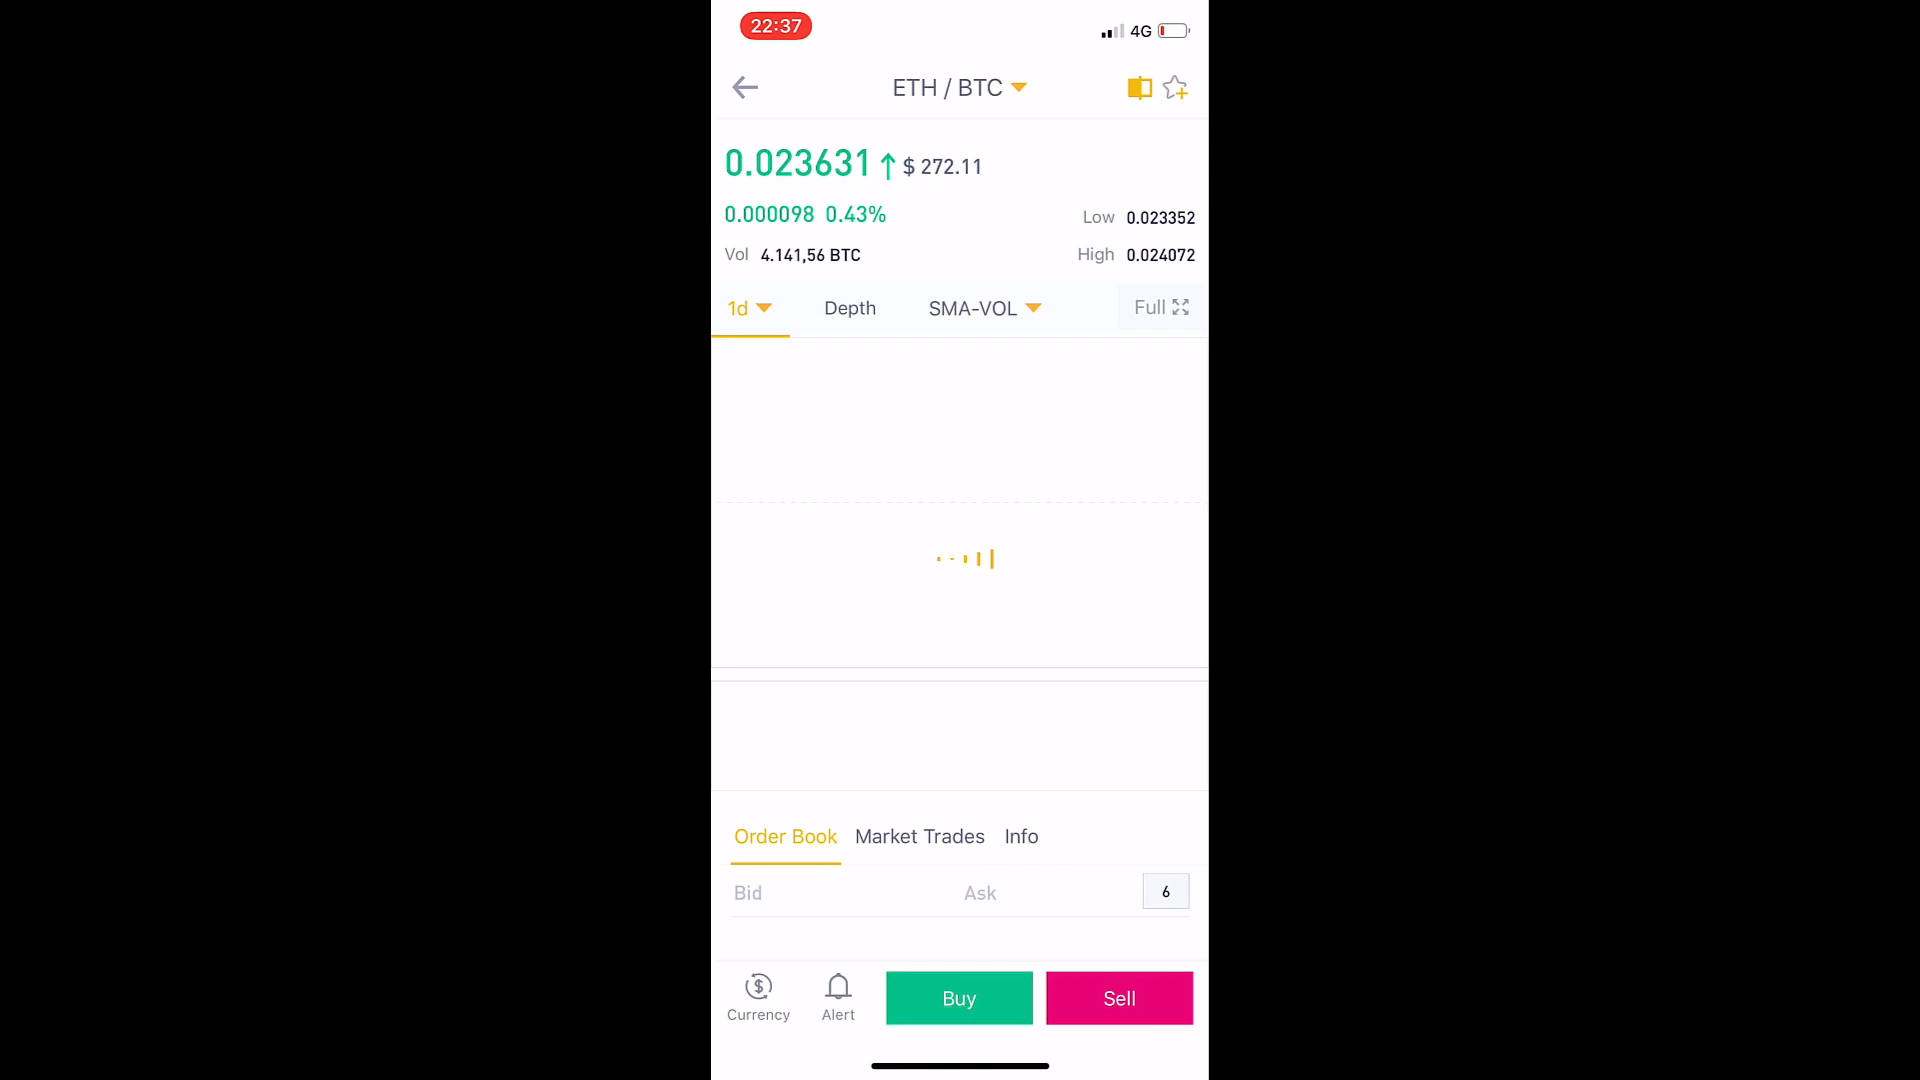 22:37
4G
ETH / BTC
0.023631 ↑ $ 272.11
0.000098 0.43%
Low 0.023352
Vol 4.141,56 BTC
High 0.024072
1d Depth SMA-VOL Full
Order Book Market Trades Info
Bid Ask 6
Currency Alert Buy Sell